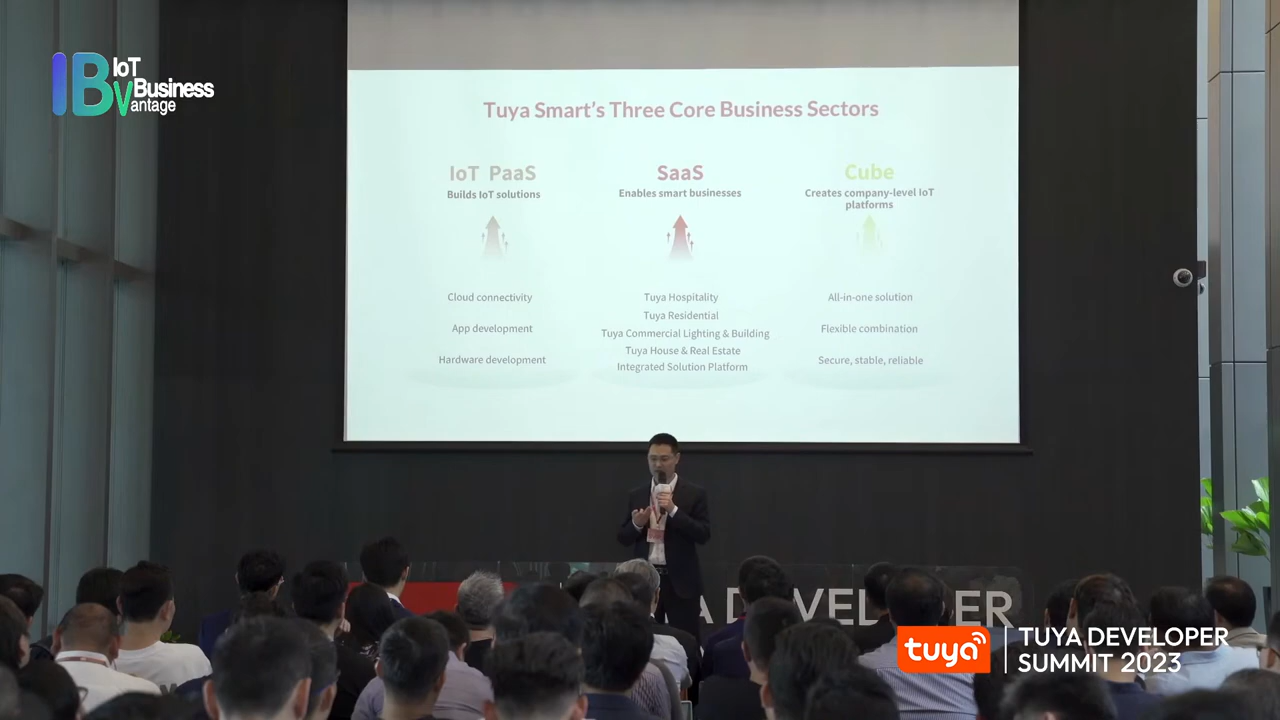 IBV
IoT
Business
Vantage
Tuya Smart's Three Core Business Sectors
IoT PaaS
Builds IoT solutions
Cloud connectivity
App development
Hardware development
SaaS
Enables smart businesses
Tuya Hospitality
Tuya Residential
Tuya Commercial Lighting & Building
Tuya House & Real Estate
Integrated Solution Platform
Cube
Creates company-level IoT
platforms
All-in-one solution
Flexible combination
Secure, stable, reliable
A DEVELOPER
tuya
TUYA DEVELOPER
SUMMIT 2023